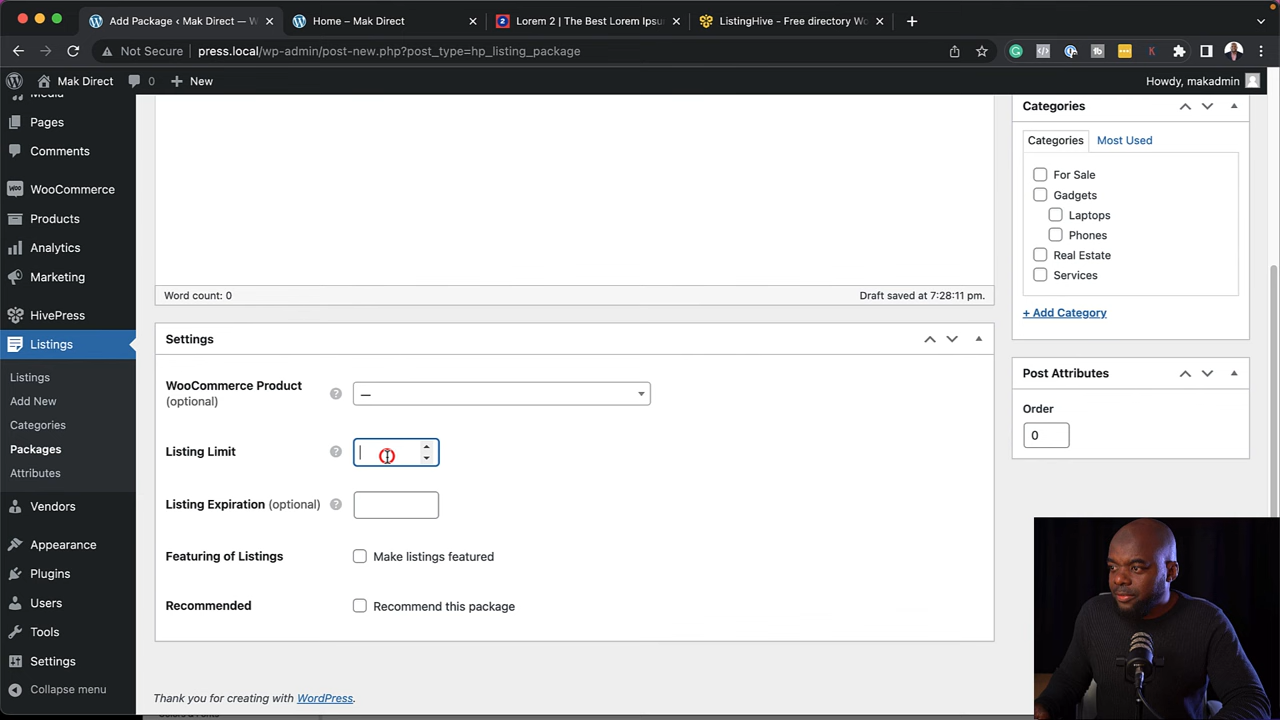 Add Package ‹ Mak Direct — W
Home – Mak Direct
Lorem 2 | The Best Lorem Ipsu
ListingHive - Free directory Wo
Not Secure
press.local/wp-admin/post-new.php?post_type=hp_listing_package
Mak Direct
0
New
Howdy, makadmin
Media
Pages
Comments
WooCommerce
Products
Analytics
Marketing
HivePress
Listings
Listings
Add New
Categories
Packages
Attributes
Vendors
Appearance
Plugins
Users
Tools
Settings
Collapse menu
Word count: 0
Draft saved at 7:28:11 pm.
Settings
WooCommerce Product
(optional)
?
—
Listing Limit
?
Listing Expiration (optional)
?
Featuring of Listings
Make listings featured
Recommended
Recommend this package
Thank you for creating with WordPress.
Categories
Categories
Most Used
For Sale
Gadgets
Laptops
Phones
Real Estate
Services
+ Add Category
Post Attributes
Order
0